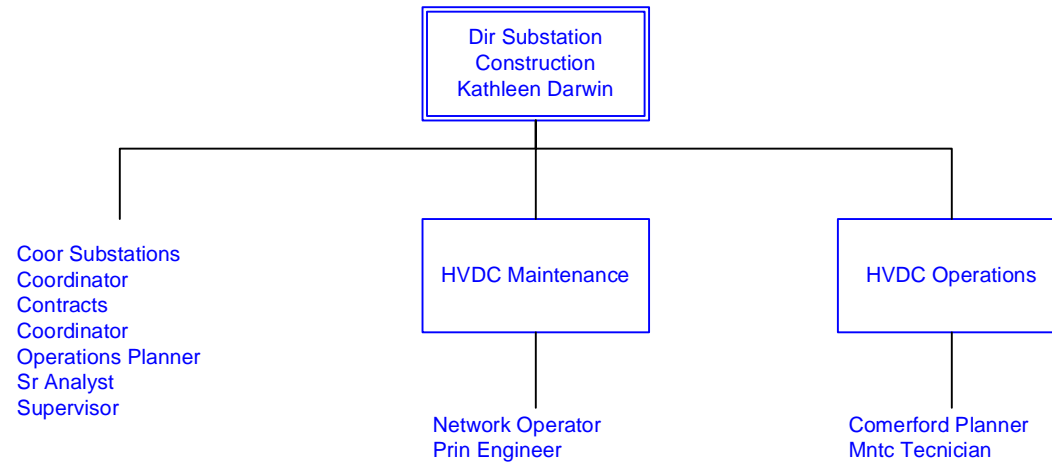 Dir Substation
Construction
Kathleen Darwin
Coor Substations
Coordinator
Contracts
Coordinator
Operations Planner
Sr Analyst
Supervisor
HVDC Maintenance
Network Operator
Prin Engineer
HVDC Operations
Comerford Planner
Mntc Tecnician